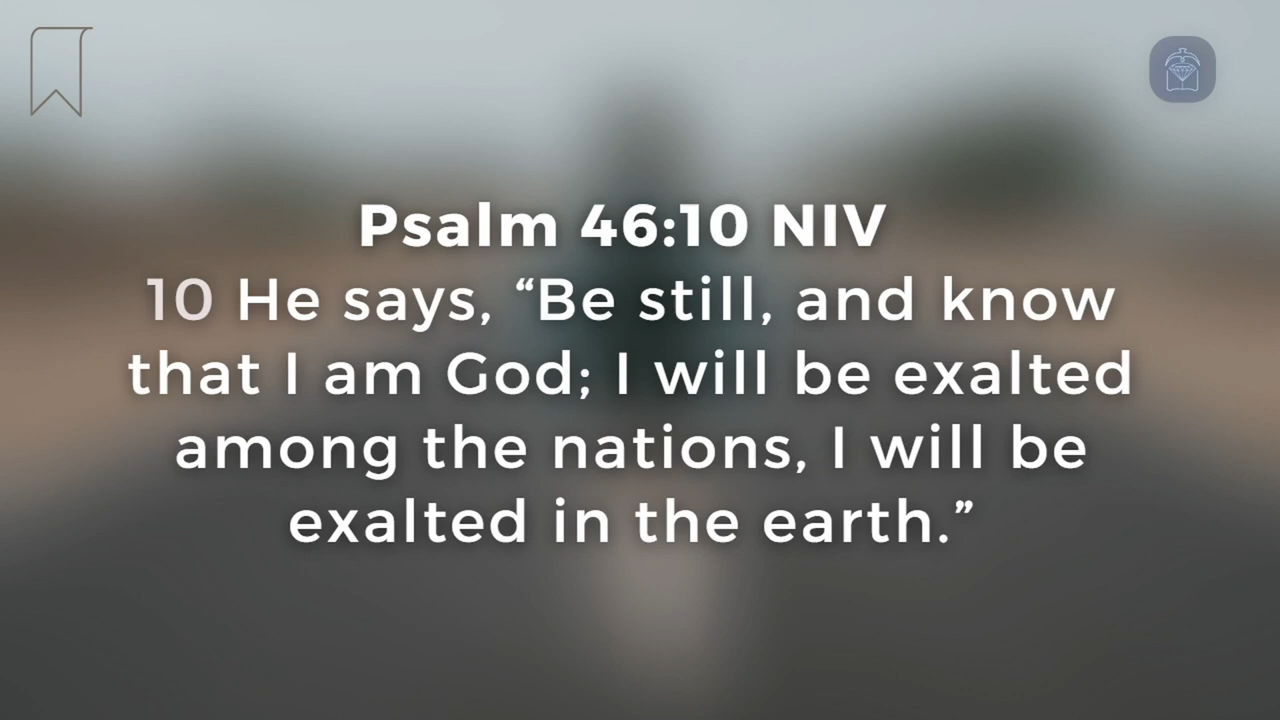 Psalm 46:10 NIV
10 He says, “Be still, and know
that I am God; I will be exalted
among the nations, I will be
exalted in the earth.”